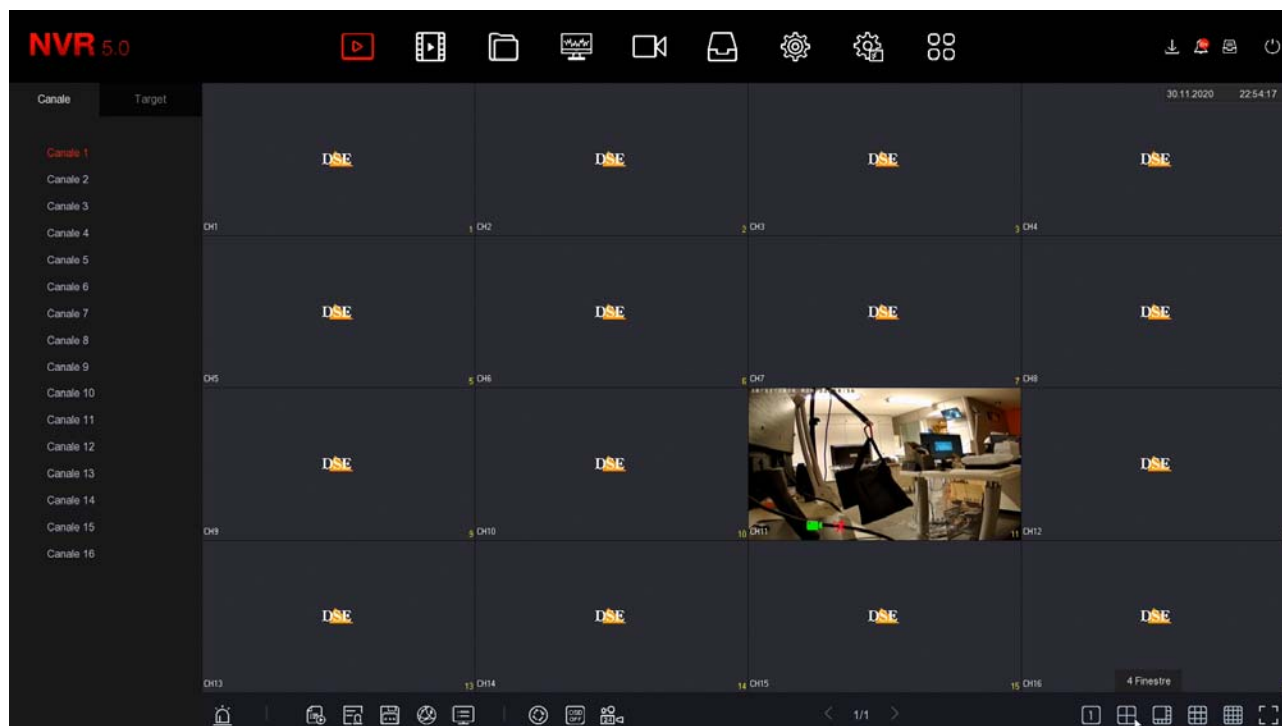 NVR 5.0
Canale Target
30.11.2020 22:54:17
Canale 1
Canale 2
Canale 3
Canale 4
Canale 5
Canale 6
Canale 7
Canale 8
Canale 9
Canale 10
Canale 11
Canale 12
Canale 13
Canale 14
Canale 15
Canale 16
DSE DSE DSE DSE
CH1 1 CH2 2 CH3 3 CH4
DSE DSE DSE DSE
CH5 5 CH6 6 CH7 7 CH8
DSE DSE DSE
CH9 9 CH10 10 CH11 11 CH12
DSE DSE DSE DSE
CH13 13 CH14 14 CH15 15 CH16
4 Finestre
OSD OFF
1/1
1